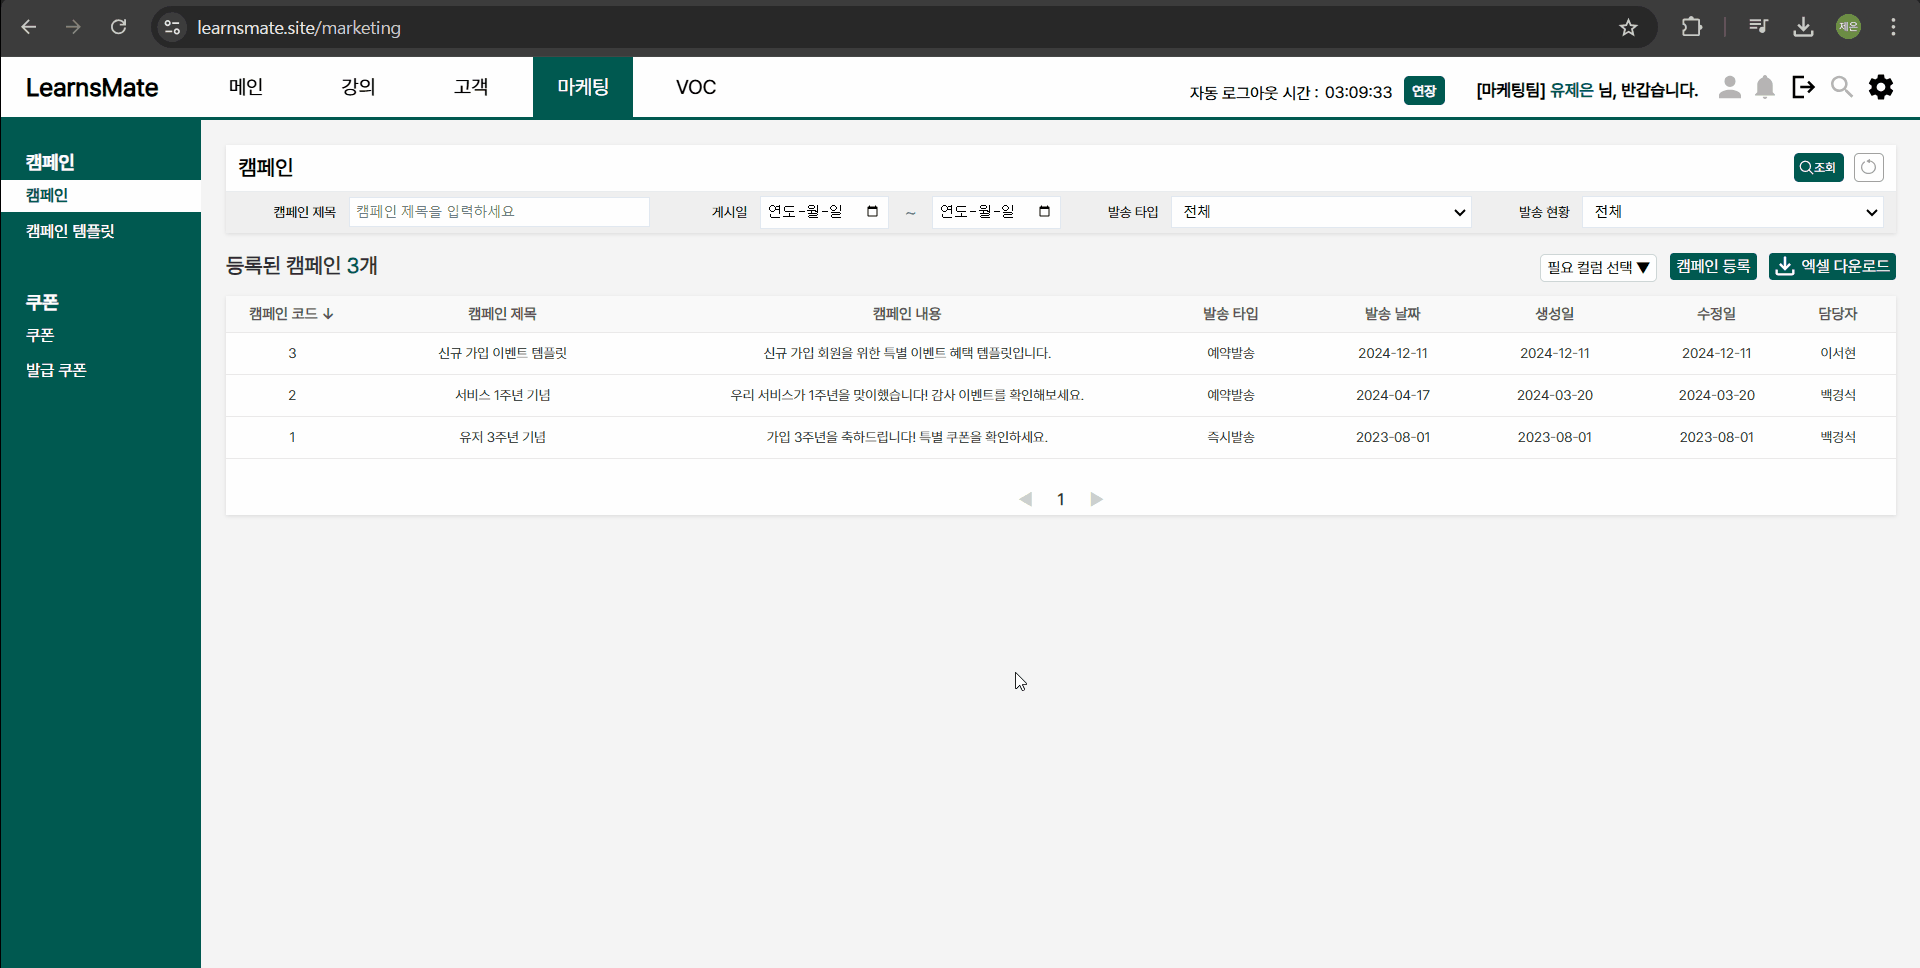 learnsmate.site/marketing
제은
LearnsMate
메인
강의
고객
마케팅
VOC
자동 로그아웃 시간 : 03:09:33
연장
[마케팅팀] 유제은 님, 반갑습니다.
캠페인
캠페인
캠페인 템플릿
쿠폰
쿠폰
발급 쿠폰
캠페인
조회
캠페인 제목
캠페인 제목을 입력하세요
게시일
연도-월-일
~
연도-월-일
발송 타입
전체
발송 현황
전체
등록된 캠페인 3개
필요 컬럼 선택 ▼
캠페인 등록
엑셀 다운로드
캠페인 코드 ↓ 캠페인 제목 캠페인 내용 발송 타입 발송 날짜 생성일 수정일 담당자
3 신규 가입 이벤트 템플릿 신규 가입 회원을 위한 특별 이벤트 혜택 템플릿입니다. 예약발송 2024-12-11 2024-12-11 2024-12-11 이서현
2 서비스 1주년 기념 우리 서비스가 1주년을 맞이했습니다! 감사 이벤트를 확인해보세요. 예약발송 2024-04-17 2024-03-20 2024-03-20 백경석
1 유저 3주년 기념 가입 3주년을 축하드립니다! 특별 쿠폰을 확인하세요. 즉시발송 2023-08-01 2023-08-01 2023-08-01 백경석
◀ 1 ▶